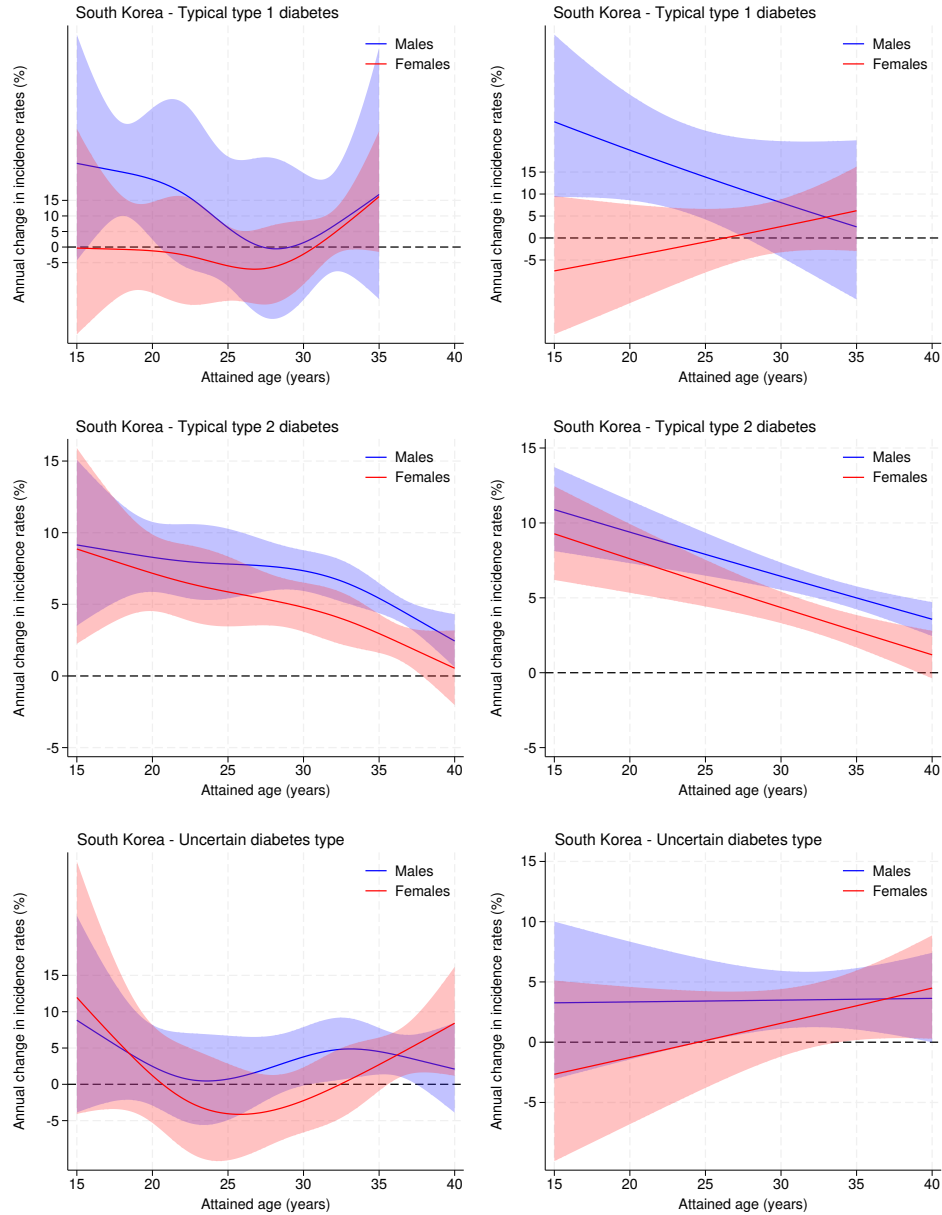 South Korea - Typical type 1 diabetes
Annual change in incidence rates (%)
15
10
5
0
-5
15
20
25
30
35
40
Attained age (years)
Males
Females
South Korea - Typical type 1 diabetes
Annual change in incidence rates (%)
15
10
5
0
-5
15
20
25
30
35
40
Attained age (years)
Males
Females
South Korea - Typical type 2 diabetes
Annual change in incidence rates (%)
15
10
5
0
-5
15
20
25
30
35
40
Attained age (years)
Males
Females
South Korea - Typical type 2 diabetes
Annual change in incidence rates (%)
15
10
5
0
-5
15
20
25
30
35
40
Attained age (years)
Males
Females
South Korea - Uncertain diabetes type
Annual change in incidence rates (%)
15
10
5
0
-5
15
20
25
30
35
40
Attained age (years)
Males
Females
South Korea - Uncertain diabetes type
Annual change in incidence rates (%)
15
10
5
0
-5
15
20
25
30
35
40
Attained age (years)
Males
Females